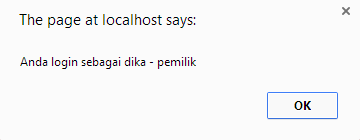 The page at localhost says:
Anda login sebagai dika - pemilik
OK